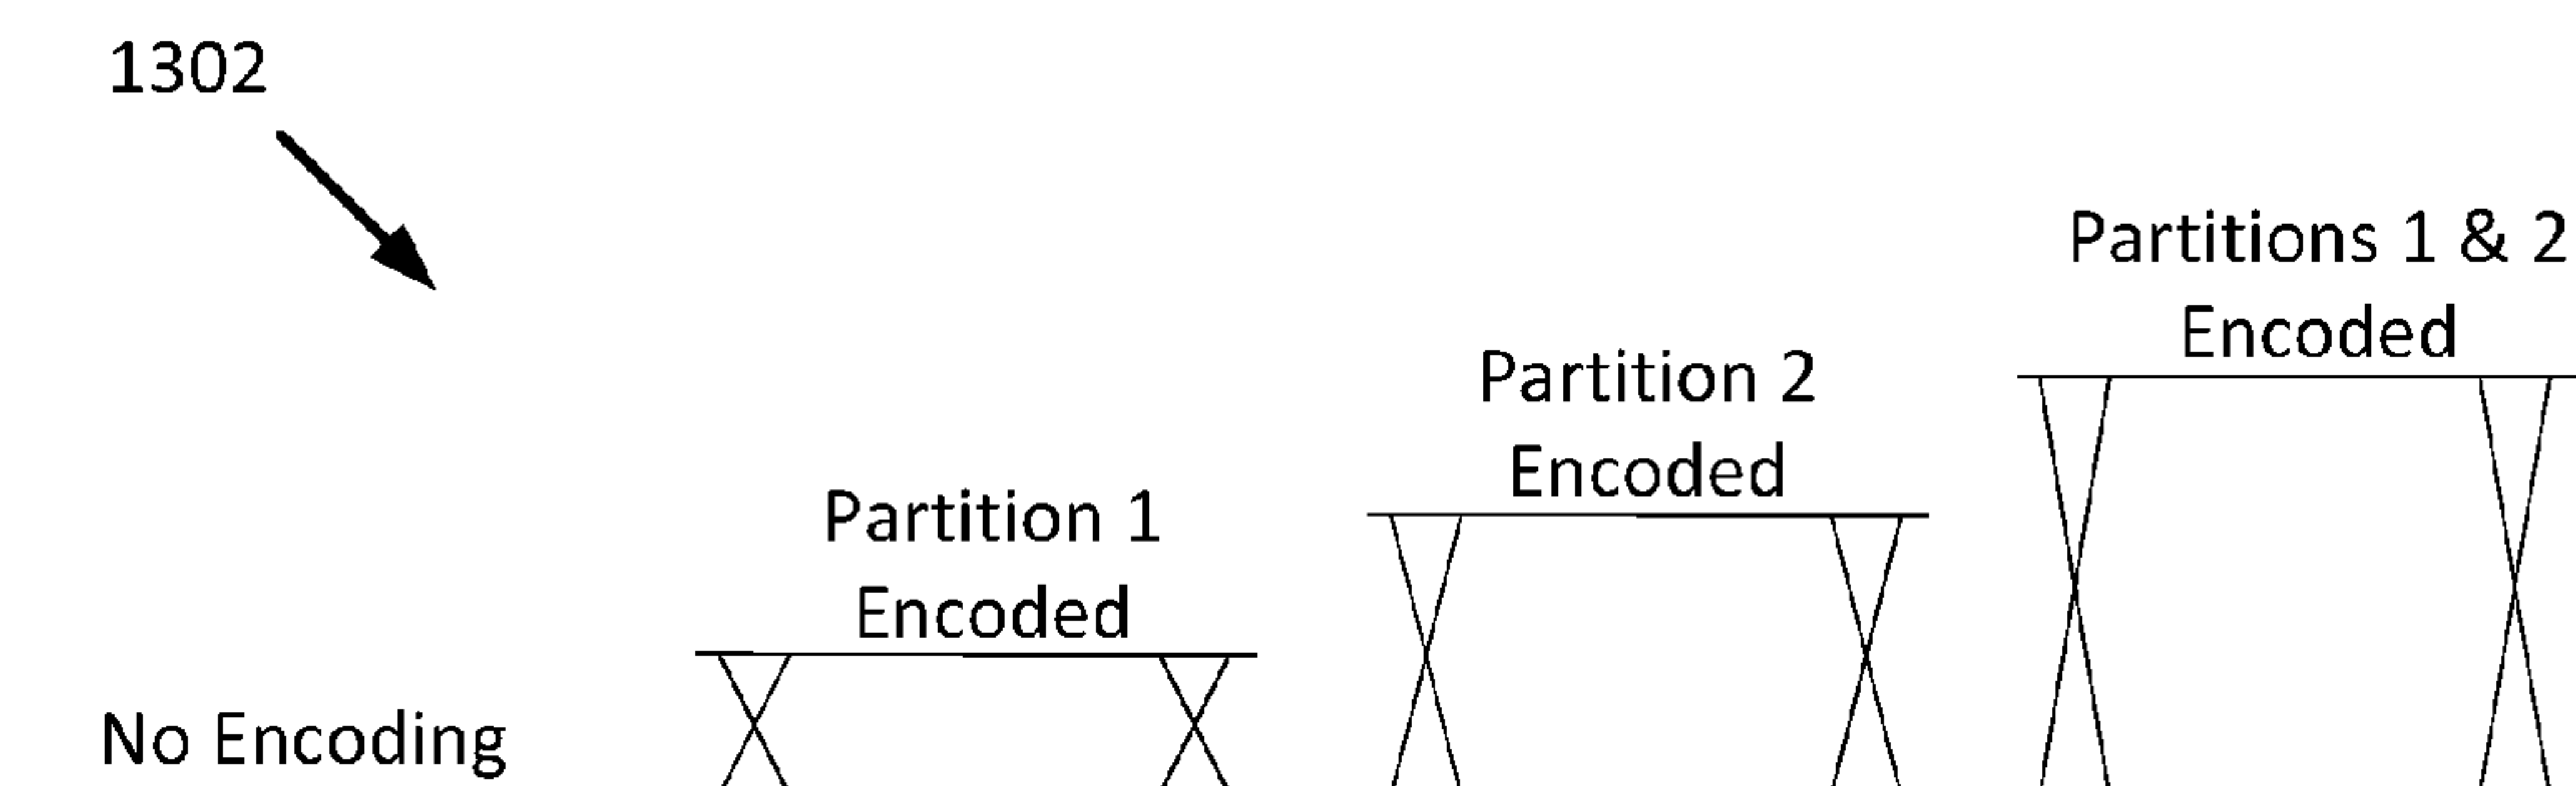 1302
Partitions 1 & 2
Encoded
Partition 2
Encoded
Partition 1
Encoded
No Encoding